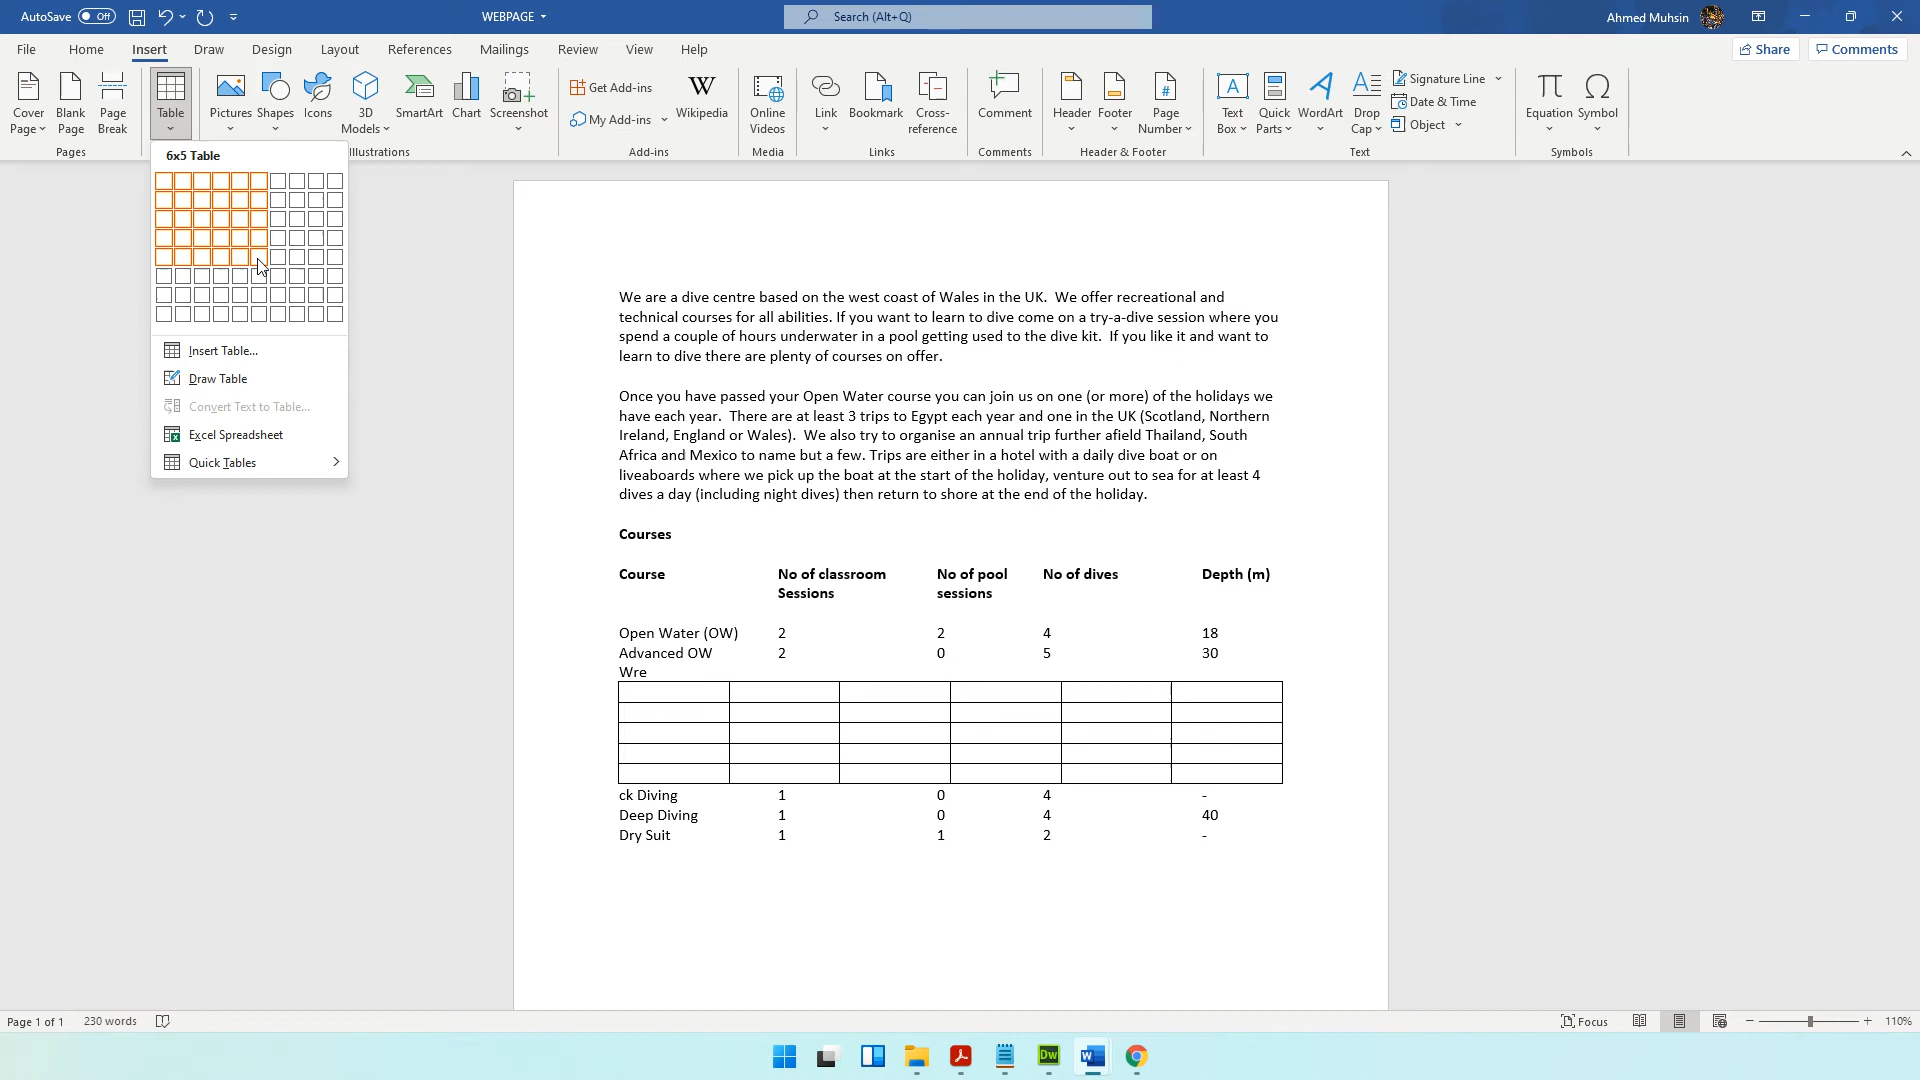 AutoSave Off
WEBPAGE
Search (Alt+Q)
Ahmed Muhsin
File Home Insert Draw Design Layout References Mailings Review View Help
Share Comments
Cover Page
Blank Page
Page Break
Pages
Table
Pictures
Shapes
Icons
3D Models
SmartArt
Chart
Screenshot
Illustrations
Get Add-ins
My Add-ins
W
Wikipedia
Add-ins
Online Videos
Media
Link
Bookmark
Cross-reference
Links
Comment
Comments
Header
Footer
Page Number
Header & Footer
Text Box
Quick Parts
WordArt
Drop Cap
Signature Line
Date & Time
Object
Text
Equation
Symbol
Symbols
6x5 Table
Insert Table...
Draw Table
Convert Text to Table...
Excel Spreadsheet
Quick Tables
We are a dive centre based on the west coast of Wales in the UK.  We offer recreational and
technical courses for all abilities. If you want to learn to dive come on a try-a-dive session where you
spend a couple of hours underwater in a pool getting used to the dive kit.  If you like it and want to
learn to dive there are plenty of courses on offer.
Once you have passed your Open Water course you can join us on one (or more) of the holidays we
have each year.  There are at least 3 trips to Egypt each year and one in the UK (Scotland, Northern
Ireland, England or Wales).  We also try to organise an annual trip further afield Thailand, South
Africa and Mexico to name but a few. Trips are either in a hotel with a daily dive boat or on
liveaboards where we pick up the boat at the start of the holiday, venture out to sea for at least 4
dives a day (including night dives) then return to shore at the end of the holiday.
Courses
Course No of classroom No of pool No of dives Depth (m)
Sessions sessions
Open Water (OW) 2 2 4 18
Advanced OW 2 0 5 30
Wre
ck Diving 1 0 4 -
Deep Diving 1 0 4 40
Dry Suit 1 1 2 -
Page 1 of 1 230 words
Focus
110%
Dw
W